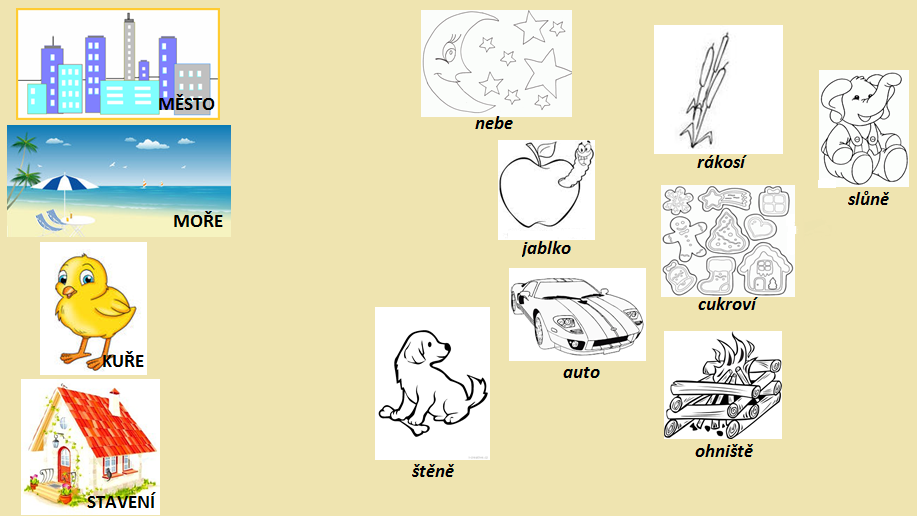 MĚSTO
MOŘE
KUŘE
STAVENÍ
nebe
rákosí
slůně
jablko
cukroví
auto
ohniště
štěně